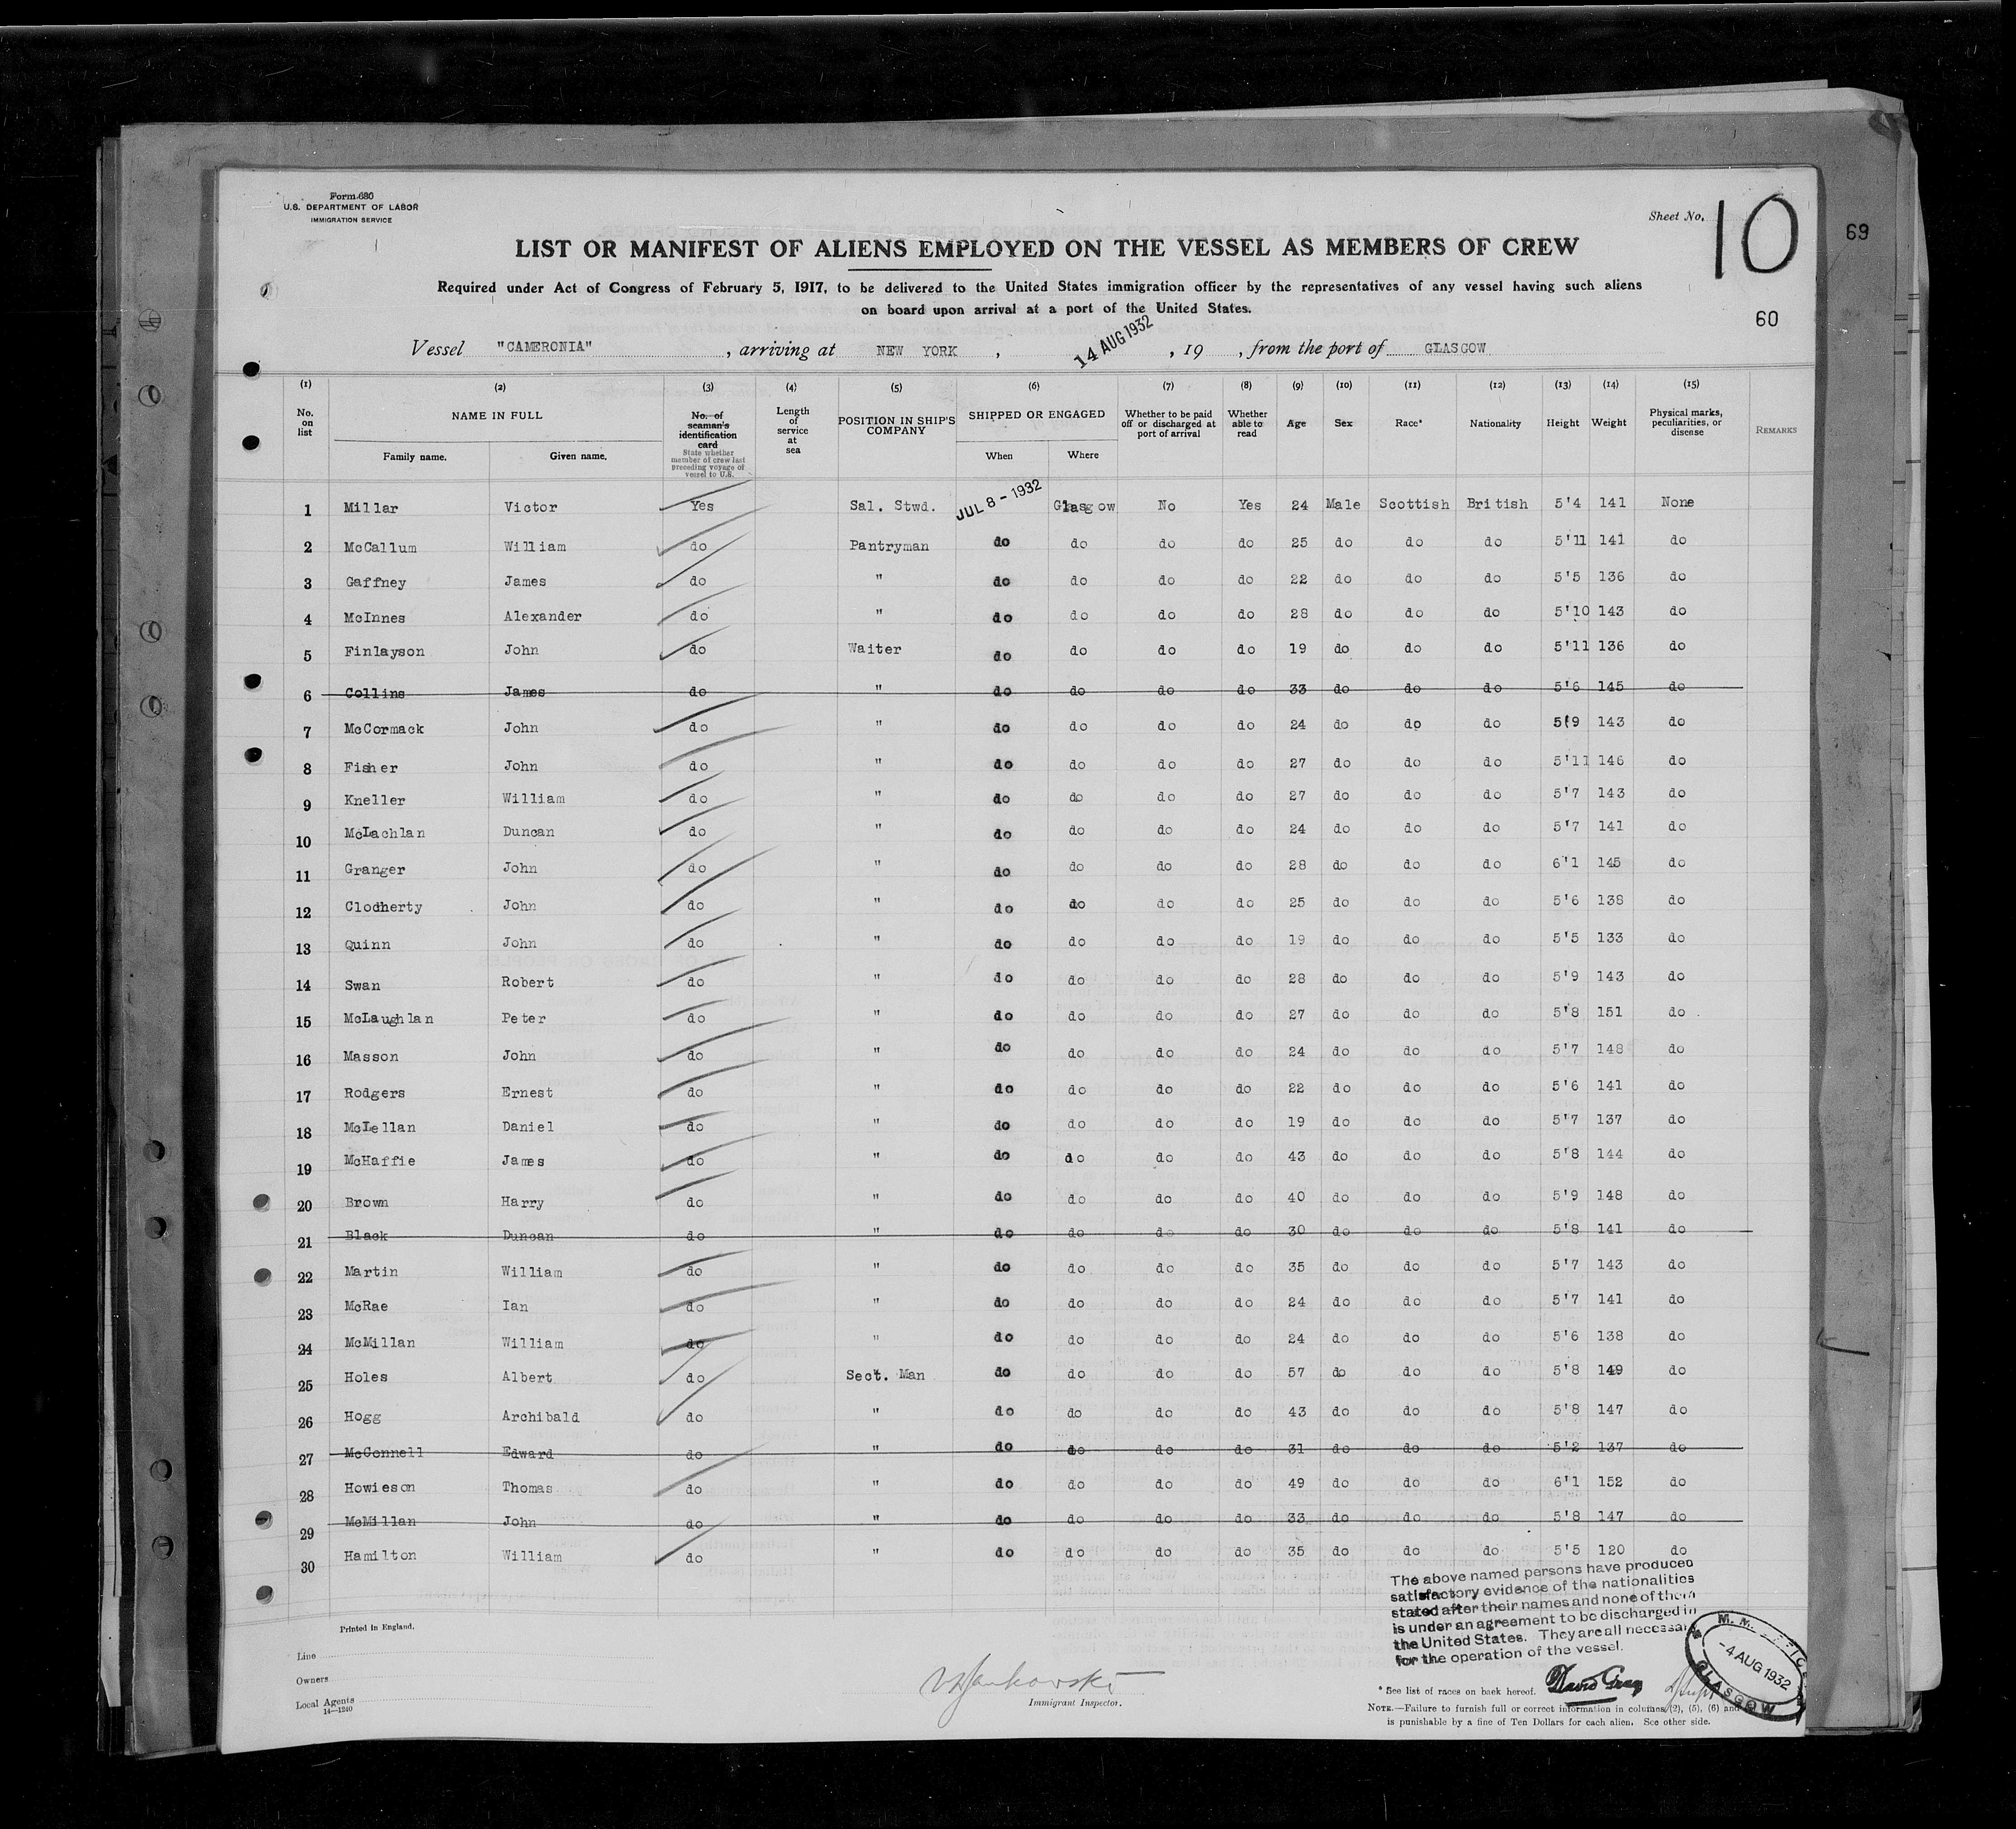 Form 680
U.S. DEPARTMENT OF LABOR
IMMIGRATION SERVICE
Sheet No. 10
69
60
LIST OR MANIFEST OF ALIENS EMPLOYED ON THE VESSEL AS MEMBERS OF CREW
Required under Act of Congress of February 5, 1917, to be delivered to the United States immigration officer by the representatives of any vessel having such aliens
on board upon arrival at a port of the United States.
Vessel "CAMERONIA", arriving at NEW YORK, 14 AUG 1932, 19 , from the port of GLASGOW
(1) (2) (3) (4) (5) (6) (7) (8) (9) (10) (11) (12) (13) (14) (15)
No. on list NAME IN FULL Family name. Given name. No. of seaman's identification card State whether member of crew last preceding voyage of vessel to U.S. Length of service at sea POSITION IN SHIP'S COMPANY SHIPPED OR ENGAGED When Where Whether to be paid off or discharged at port of arrival Whether able to read Age Sex Race* Nationality Height Weight Physical marks, peculiarities, or disease REMARKS
1 Millar Victor Yes Sal. Stwd. JUL 8-1932 Glasgow No Yes 24 Male Scottish British 5'4 141 None
2 McCallum William do Pantryman do do do do 25 do do do 5'11 141 do
3 Gaffney James do " do do do do 22 do do do 5'5 136 do
4 McInnes Alexander do " do do do do 28 do do do 5'10 143 do
5 Finlayson John do Waiter do do do do 19 do do do 5'11 136 do
6 Collins James do " do do do do 33 do do do 5'6 145 do
7 McCormack John do " do do do do 24 do do do 5'9 143 do
8 Fisher John do " do do do do 27 do do do 5'11 146 do
9 Kneller William do " do do do do 27 do do do 5'7 143 do
10 McLachlan Duncan do " do do do do 24 do do do 5'7 141 do
11 Granger John do " do do do do 28 do do do 6'1 145 do
12 Clodherty John do " do do do do 25 do do do 5'6 138 do
13 Quinn John do " do do do do 19 do do do 5'5 133 do
14 Swan Robert do " do do do do 28 do do do 5'9 143 do
15 McLaughlan Peter do " do do do do 27 do do do 5'8 151 do
16 Masson John do " do do do do 24 do do do 5'7 148 do
17 Rodgers Ernest do " do do do do 22 do do do 5'6 141 do
18 McLellan Daniel do " do do do do 19 do do do 5'7 137 do
19 McHaffie James do " do do do do 43 do do do 5'8 144 do
20 Brown Harry do " do do do do 40 do do do 5'9 148 do
21 Black Duncan do " do do do do 30 do do do 5'8 141 do
22 Martin William do " do do do do 35 do do do 5'7 143 do
23 McRae Ian do " do do do do 24 do do do 5'7 141 do
24 McMillan William do " do do do do 24 do do do 5'6 138 do
25 Holes Albert do Sect. Man do do do do 57 do do do 5'8 149 do
26 Hogg Archibald do " do do do do 43 do do do 5'8 147 do
27 McConnell Edward do " do do do do 31 do do do 5'2 137 do
28 Howieson Thomas do " do do do do 49 do do do 6'1 152 do
29 McMillan John do " do do do do 33 do do do 5'8 147 do
30 Hamilton William do " do do do do 35 do do do 5'5 120 do
The above named persons have produced
satisfactory evidence of the nationalities
stated after their names and none of them
is under an agreement to be discharged in
the United States. They are all necessary
for the operation of the vessel.
Printed in England.
Line
Owners
Local Agents
14—1240
Immigrant Inspector.
* See list of races on back hereof. David Gray
M. M. OFFICE -4 AUG 1932 GLASGOW
NOTE.—Failure to furnish full or correct information in columns (2), (5), (6) and
is punishable by a fine of Ten Dollars for each alien. See other side.